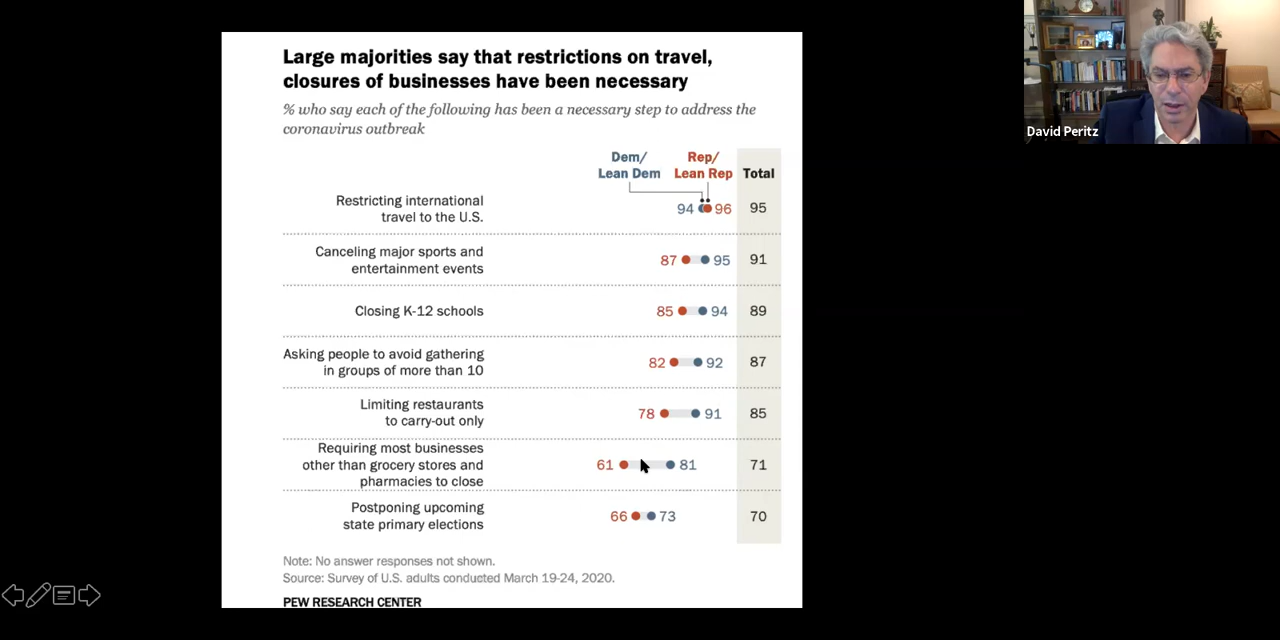 Large majorities say that restrictions on travel,
closures of businesses have been necessary
% who say each of the following has been a necessary step to address the
coronavirus outbreak
Dem/
Lean Dem
Rep/
Lean Rep
Total
Restricting international
travel to the U.S.
94 96 95
Canceling major sports and
entertainment events
87 95 91
Closing K-12 schools
85 94 89
Asking people to avoid gathering
in groups of more than 10
82 92 87
Limiting restaurants
to carry-out only
78 91 85
Requiring most businesses
other than grocery stores and
pharmacies to close
61 81 71
Postponing upcoming
state primary elections
66 73 70
Note: No answer responses not shown.
Source: Survey of U.S. adults conducted March 19-24, 2020.
PEW RESEARCH CENTER
David Peritz